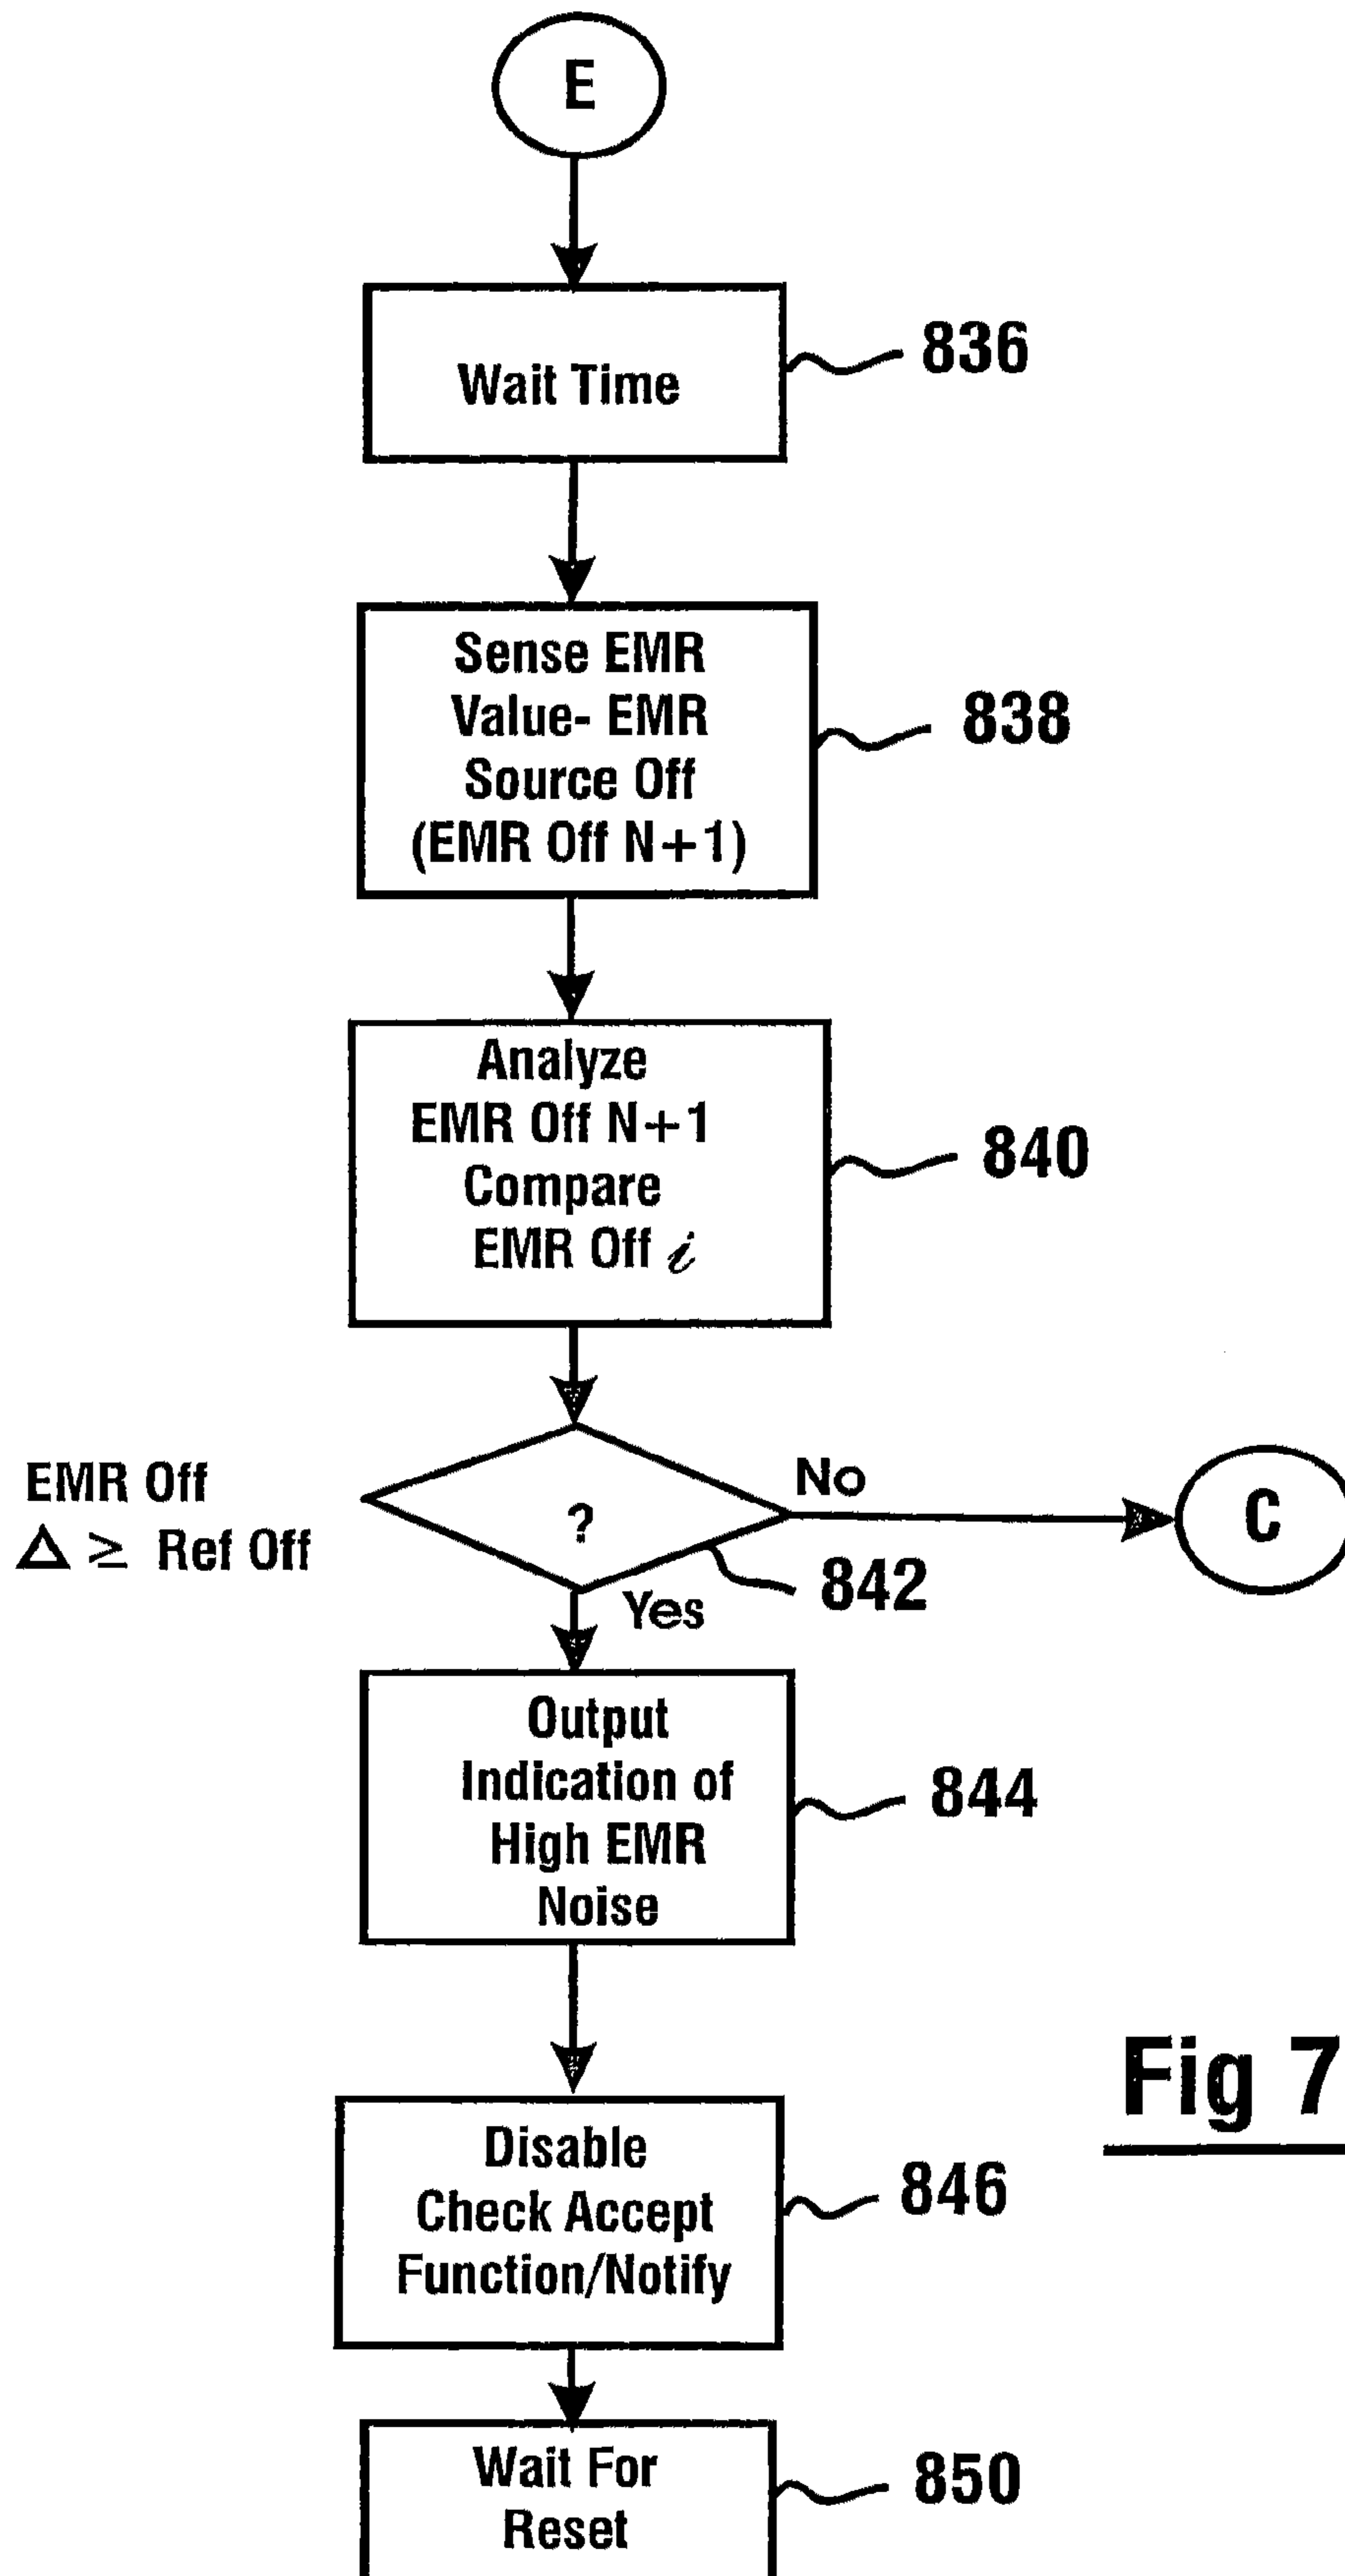 E
Wait Time
836
Sense EMR
Value- EMR
Source Off
(EMR Off N+1)
838
Analyze
EMR Off N+1
Compare
EMR Off i
840
EMR Off
Δ ≥ Ref Off
?
No
C
842
Yes
Output
Indication of
High EMR
Noise
844
Fig 7
Disable
Check Accept
Function/Notify
846
Wait For
Reset
850